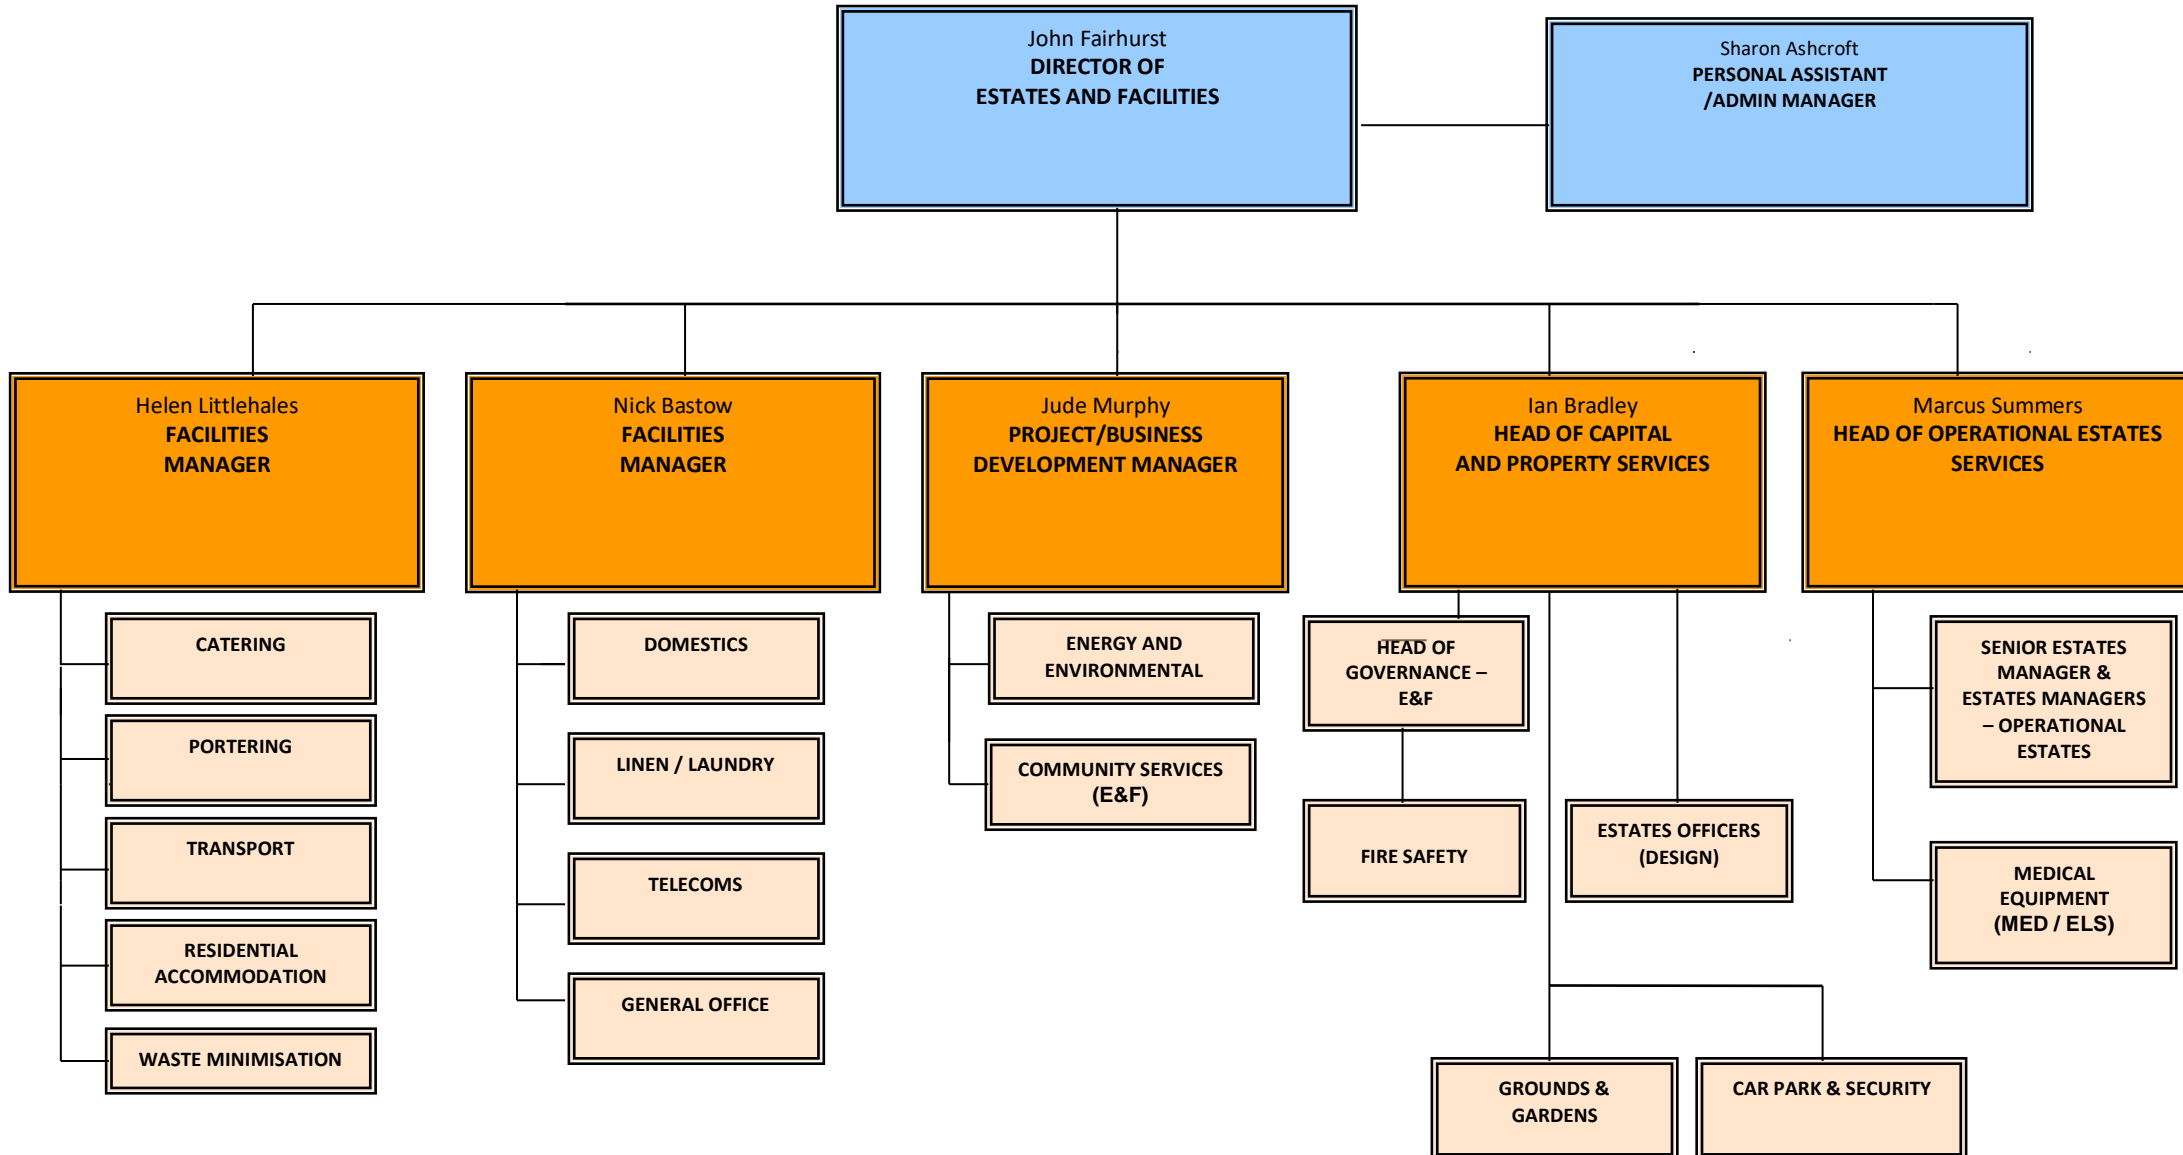 John Fairhurst
DIRECTOR OF
ESTATES AND FACILITIES
Sharon Ashcroft
PERSONAL ASSISTANT
/ADMIN MANAGER
Helen Littlehales
FACILITIES
MANAGER
Nick Bastow
FACILITIES
MANAGER
Jude Murphy
PROJECT/BUSINESS
DEVELOPMENT MANAGER
Ian Bradley
HEAD OF CAPITAL
AND PROPERTY SERVICES
Marcus Summers
HEAD OF OPERATIONAL ESTATES
SERVICES
CATERING
PORTERING
TRANSPORT
RESIDENTIAL
ACCOMMODATION
WASTE MINIMISATION
DOMESTICS
LINEN / LAUNDRY
TELECOMS
GENERAL OFFICE
ENERGY AND
ENVIRONMENTAL
COMMUNITY SERVICES
(E&F)
HEAD OF
GOVERNANCE –
E&F
FIRE SAFETY
ESTATES OFFICERS
(DESIGN)
GROUNDS &
GARDENS
CAR PARK & SECURITY
SENIOR ESTATES
MANAGER &
ESTATES MANAGERS
– OPERATIONAL
ESTATES
MEDICAL
EQUIPMENT
(MED / ELS)